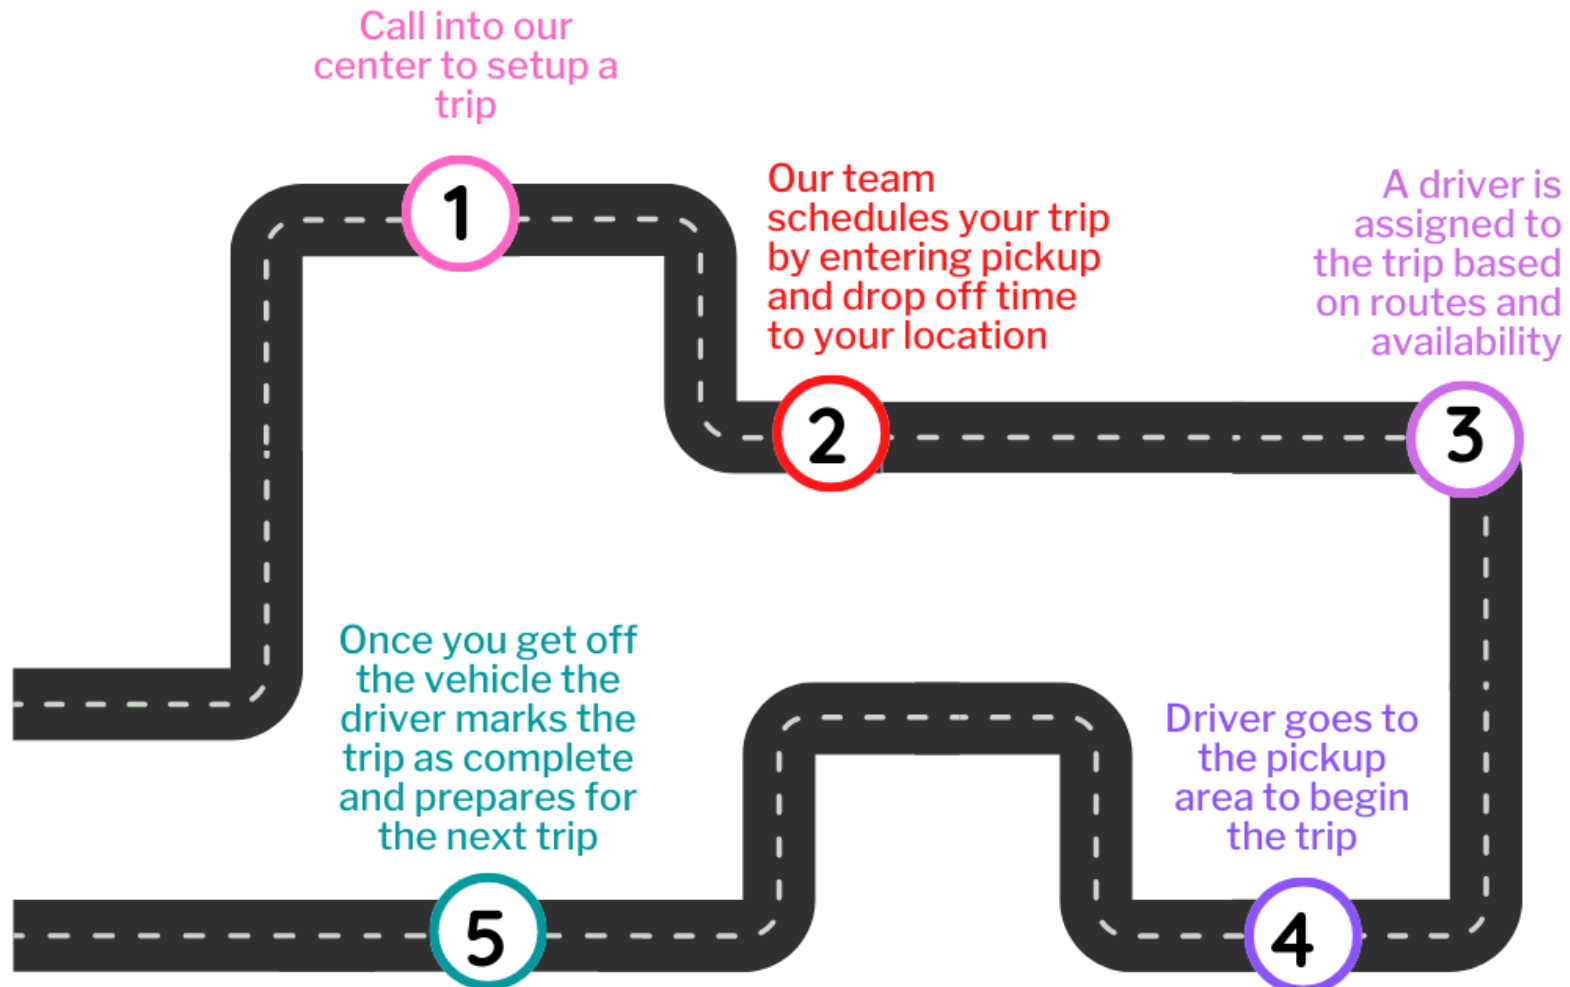 Call into our
center to setup a
trip
1
Our team
schedules your trip
by entering pickup
and drop off time
to your location
2
A driver is
assigned to
the trip based
on routes and
availability
3
Driver goes to
the pickup
area to begin
the trip
4
Once you get off
the vehicle the
driver marks the
trip as complete
and prepares for
the next trip
5